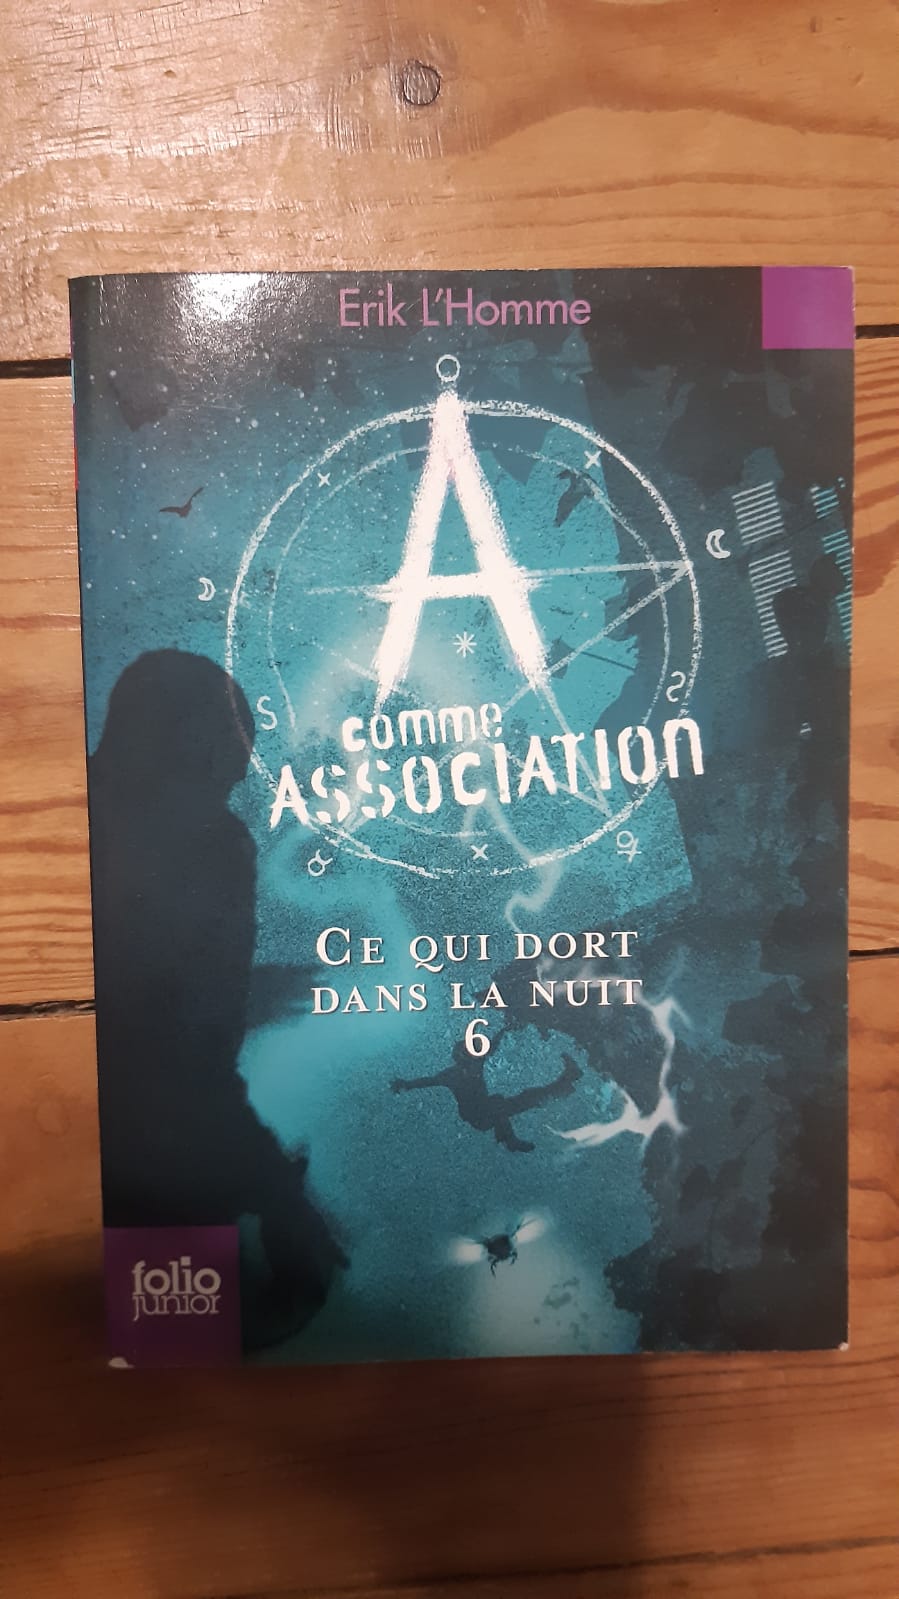 Erik L'Homme
A
comme
ASSOCIATION
CE QUI DORT
DANS LA NUIT
6
folio
junior